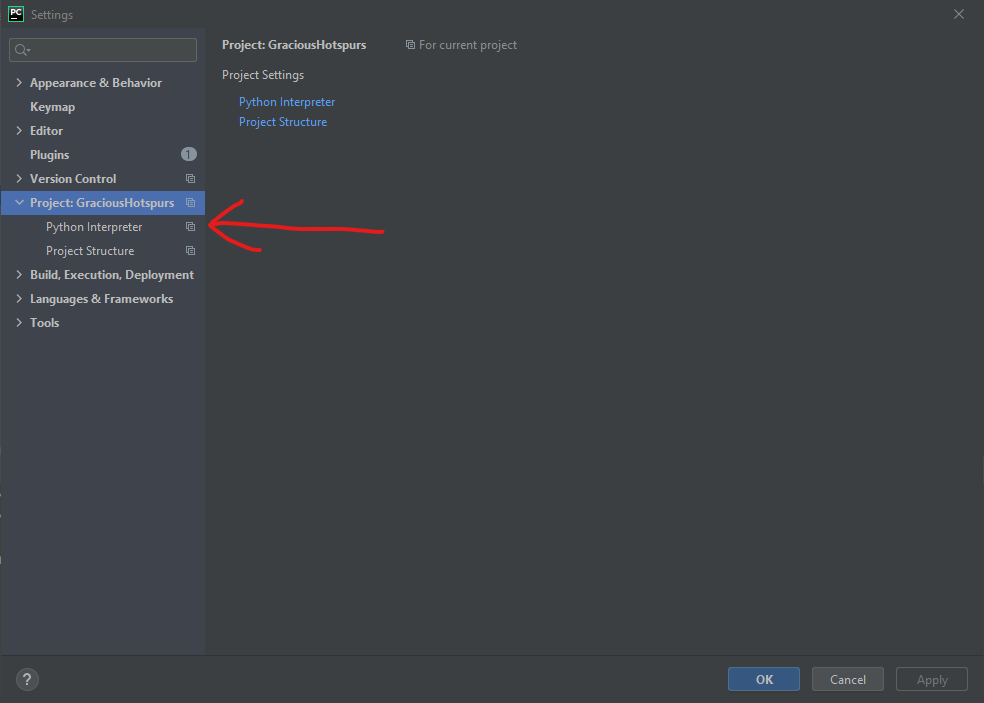 PC Settings
Appearance & Behavior
Keymap
Editor
Plugins 1
Version Control
Project: GraciousHotspurs
Python Interpreter
Project Structure
Build, Execution, Deployment
Languages & Frameworks
Tools
Project: GraciousHotspurs For current project
Project Settings
Python Interpreter
Project Structure
? OK Cancel Apply